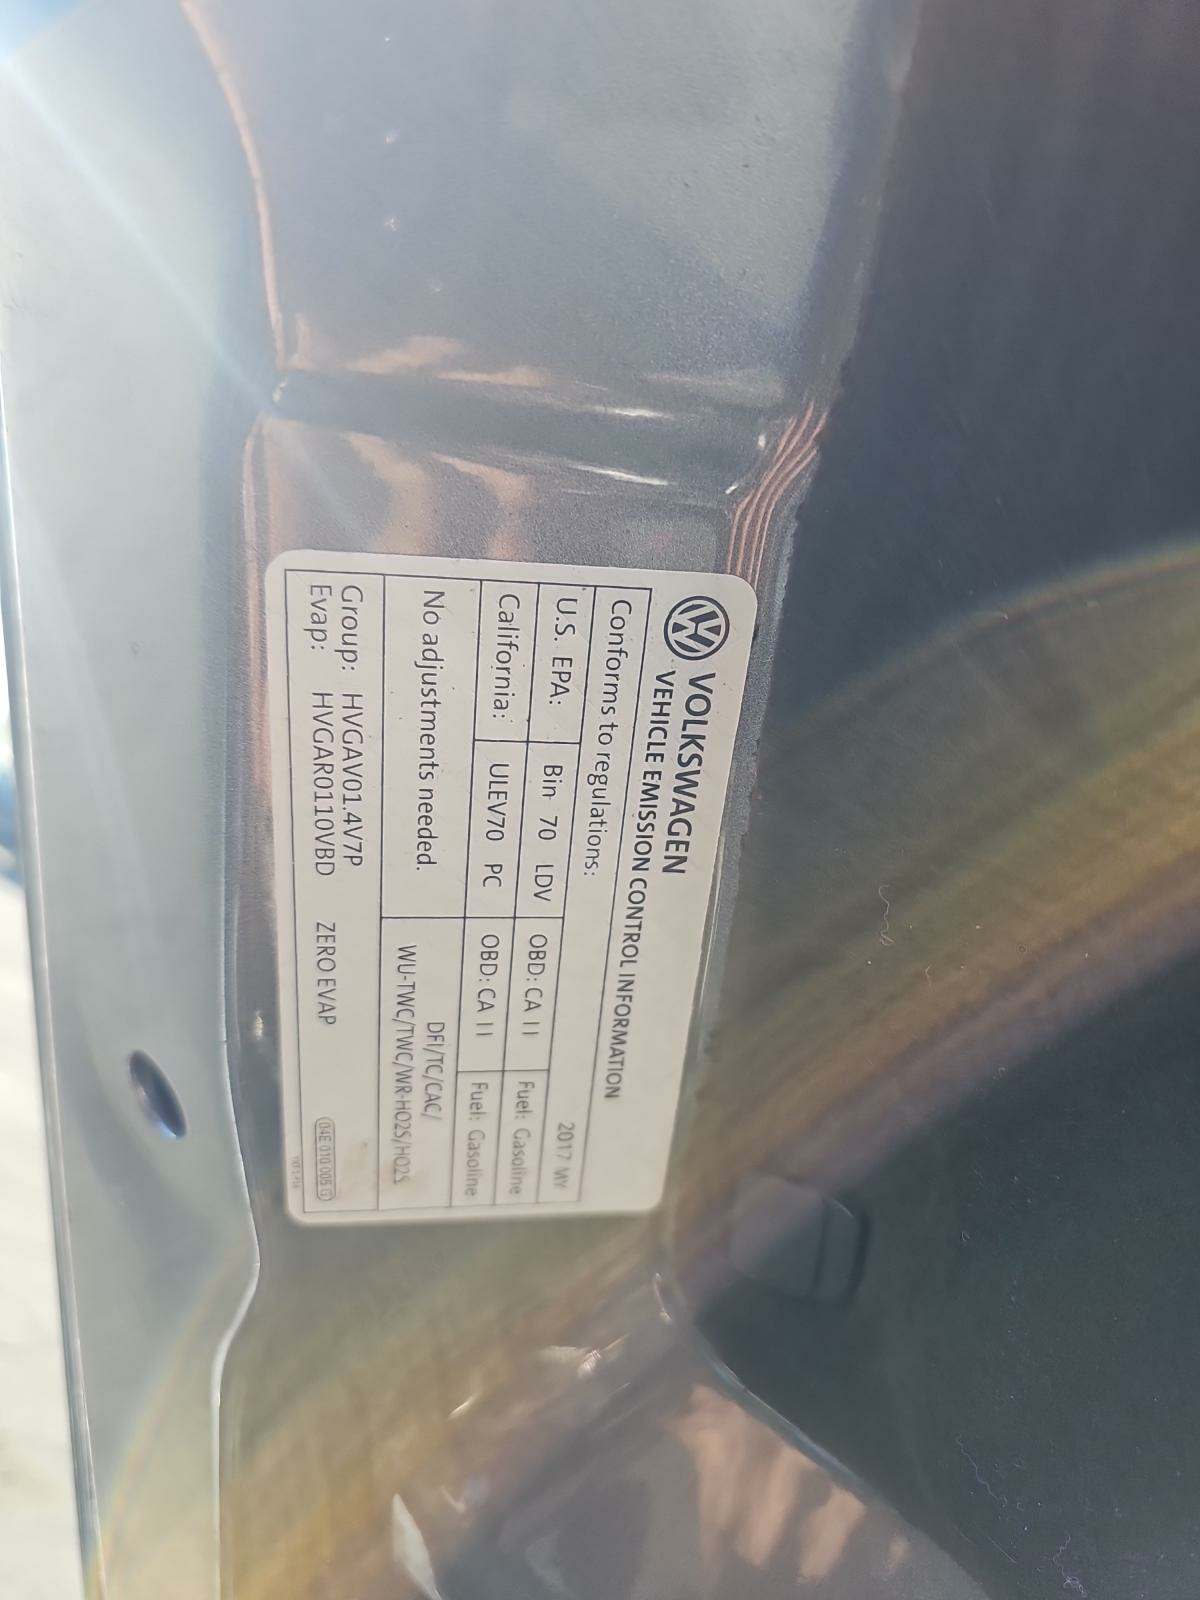 VOLKSWAGEN
VEHICLE EMISSION CONTROL INFORMATION
Conforms to regulations: 2017 MY
U.S. EPA: Bin 70 LDV OBD: CA II Fuel: Gasoline
California: ULEV70 PC OBD: CA II Fuel: Gasoline
No adjustments needed.
DFI/TC/CAC/
WU-TWC/TWC/WR-HO2S/HO2S
Group: HVGAV01.4V7P
Evap: HVGAR0110VBD ZERO EVAP
04E 010 005